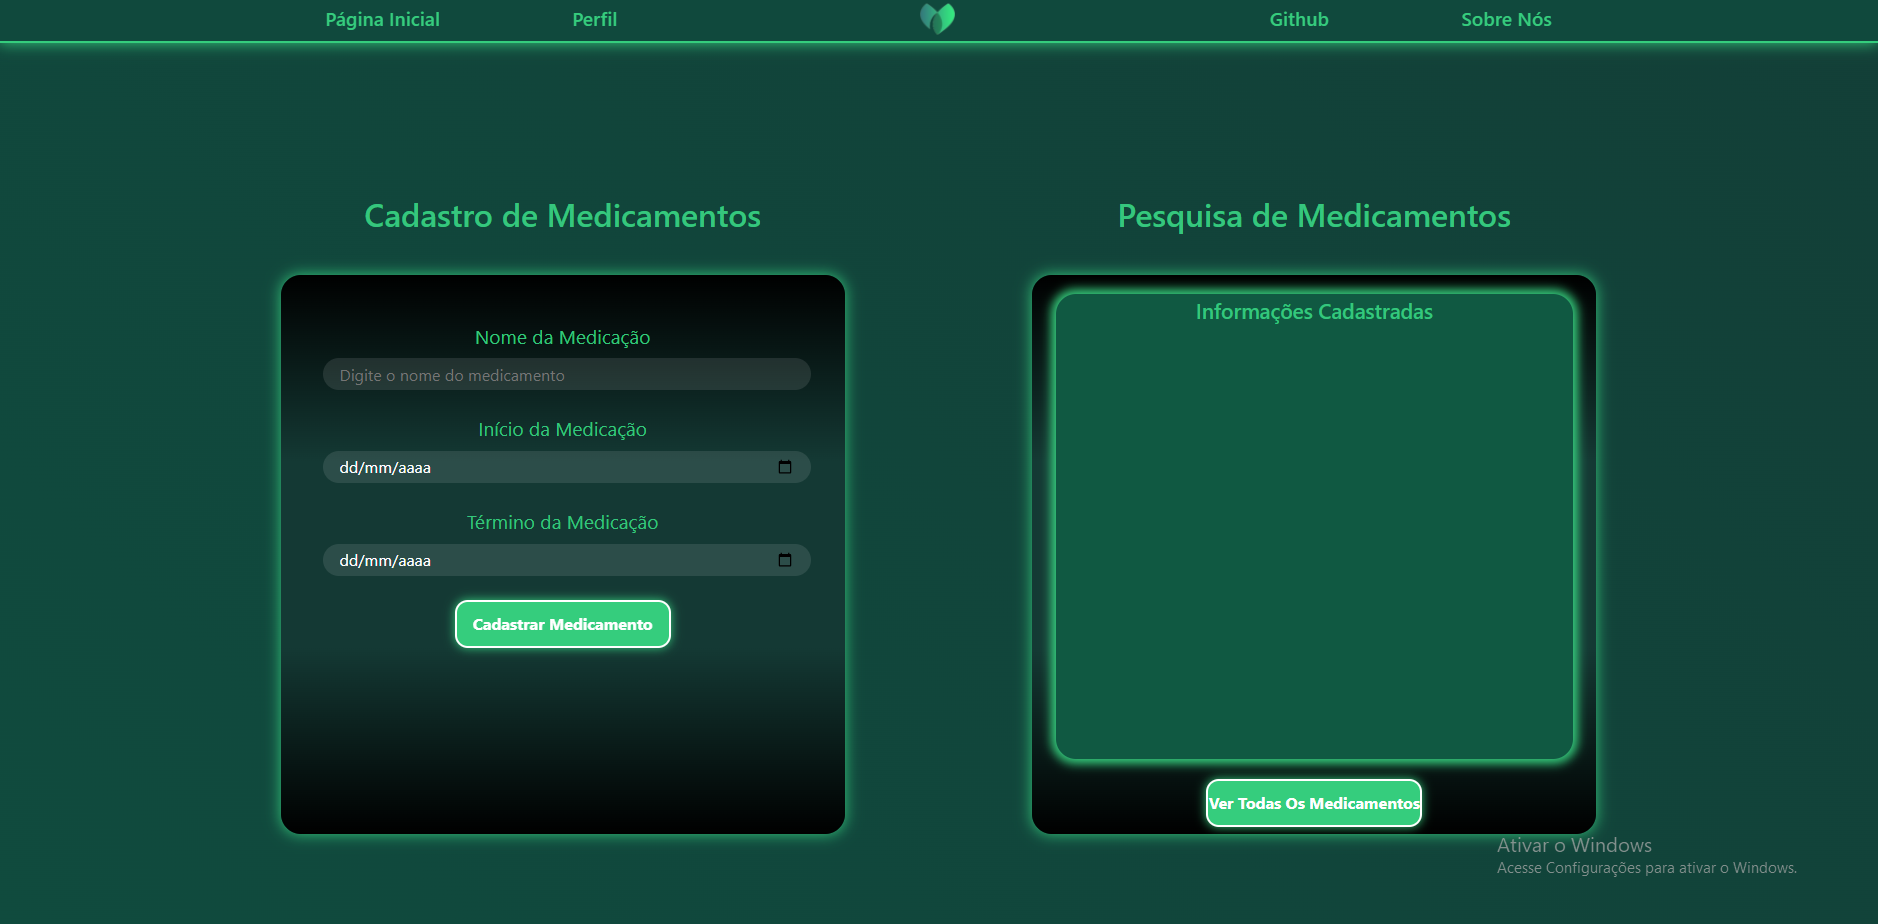 Página Inicial
Perfil
Github
Sobre Nós
Cadastro de Medicamentos
Nome da Medicação
Digite o nome do medicamento
Início da Medicação
dd/mm/aaaa
Término da Medicação
dd/mm/aaaa
Cadastrar Medicamento
Pesquisa de Medicamentos
Informações Cadastradas
Ver Todas Os Medicamentos
Ativar o Windows
Acesse Configurações para ativar o Windows.